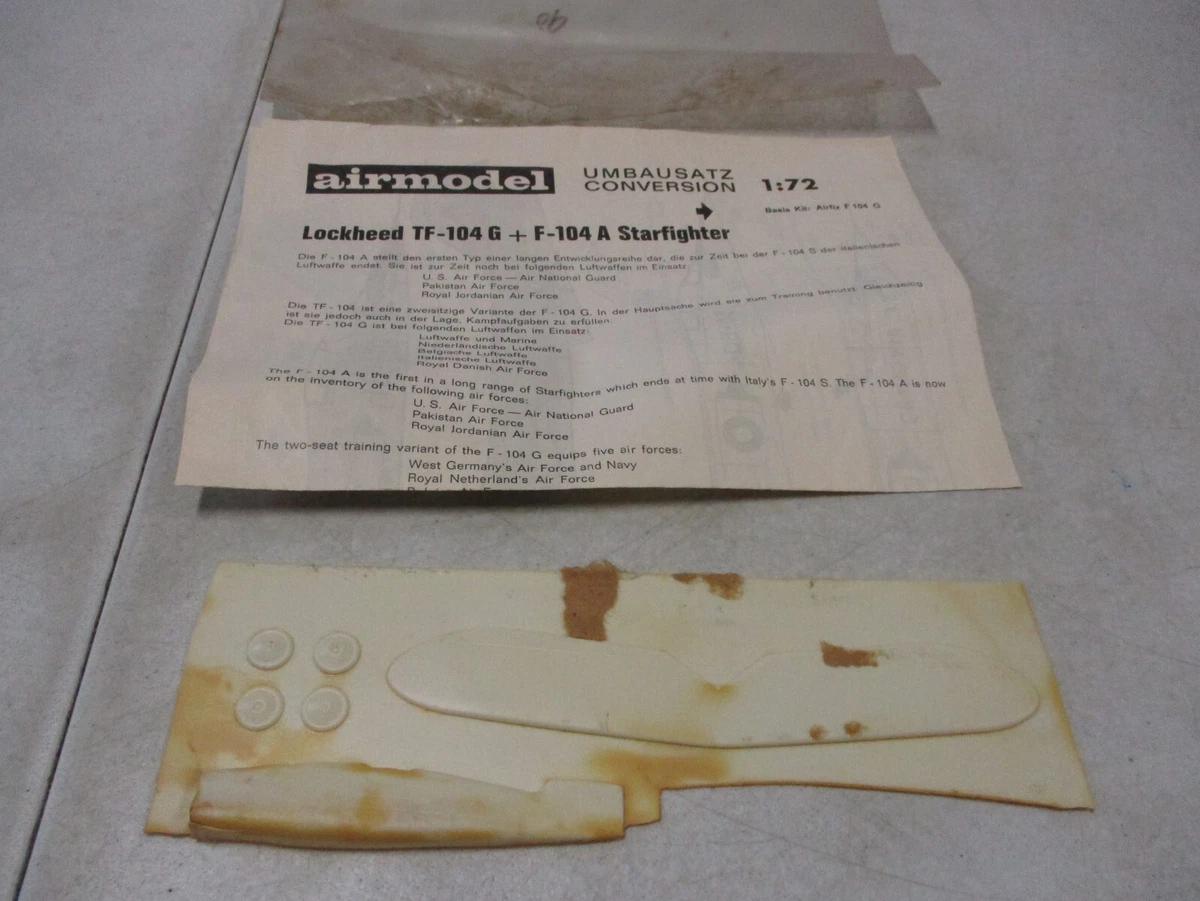 90
airmodel
UMBAUSATZ
CONVERSION
1:72
Basis Kit: Airfix F 104 G
Lockheed TF-104 G + F-104 A Starfighter
Die F - 104 A stellt den ersten Typ einer langen Entwicklungsreihe dar, die zur Zeit bei der F - 104 S der italienischen
Luftwaffe endet. Sie ist zur Zeit noch bei folgenden Luftwaffen im Einsatz
U. S. Air Force — Air National Guard
Pakistan Air Force
Royal Jordanian Air Force
Die TF - 104 ist eine zweisitzige Variante der F - 104 G. In der Hauptsache wird sie zum Training benutzt. Gleichzeitig
ist sie jedoch auch in der Lage, Kampfaufgaben zu erfüllen.
Die TF - 104 G ist bei folgenden Luftwaffen im Einsatz:
Luftwaffe und Marine
Niederländische Luftwaffe
Belgische Luftwaffe
Italienische Luftwaffe
Royal Danish Air Force
The F - 104 A is the first in a long range of Starfighters which ends at time with Italy's F - 104 S. The F - 104 A is now
on the inventory of the following air forces:
U. S. Air Force — Air National Guard
Pakistan Air Force
Royal Jordanian Air Force
The two-seat training variant of the F - 104 G equips five air forces:
West Germany's Air Force and Navy
Royal Netherland's Air Force